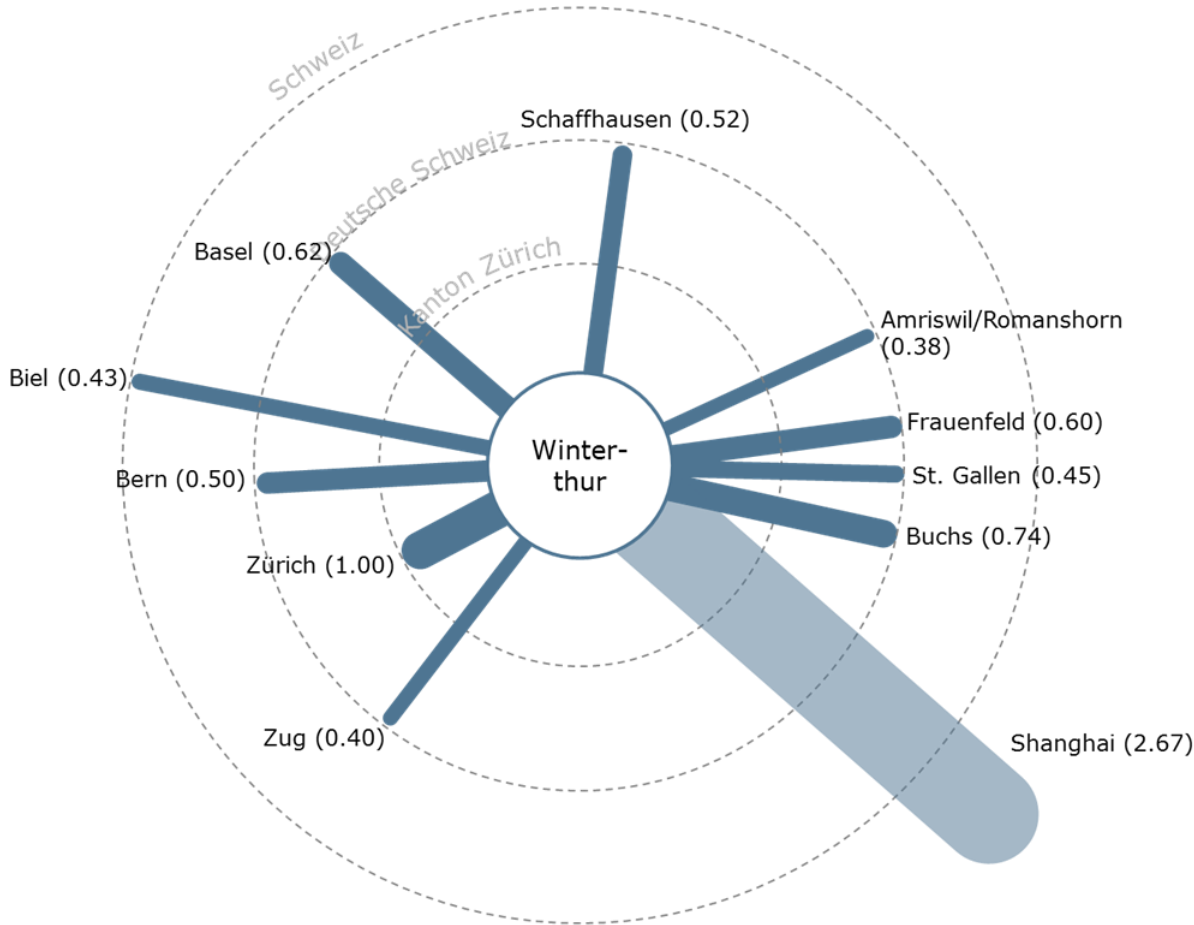 Schweiz
Schaffhausen (0.52)
Deutsche Schweiz
Basel (0.62)
Kanton Zürich
Amriswil/Romanshorn
(0.38)
Biel (0.43)
Frauenfeld (0.60)
Winter-
thur
Bern (0.50)
St. Gallen (0.45)
Buchs (0.74)
Zürich (1.00)
Zug (0.40)
Shanghai (2.67)